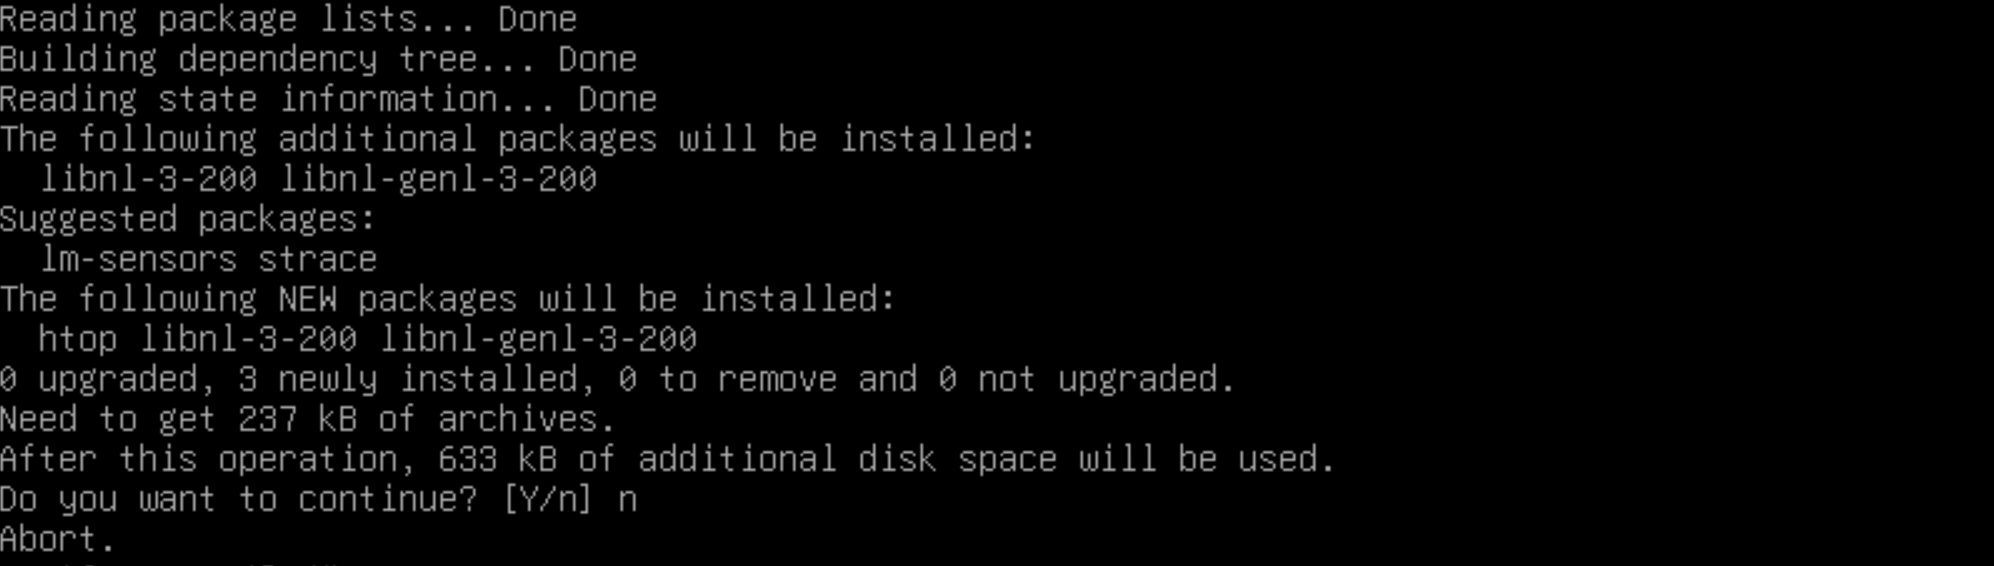 Reading package lists... Done
Building dependency tree... Done
Reading state information... Done
The following additional packages will be installed:
  libnl-3-200 libnl-genl-3-200
Suggested packages:
  lm-sensors strace
The following NEW packages will be installed:
  htop libnl-3-200 libnl-genl-3-200
0 upgraded, 3 newly installed, 0 to remove and 0 not upgraded.
Need to get 237 kB of archives.
After this operation, 633 kB of additional disk space will be used.
Do you want to continue? [Y/n] n
Abort.